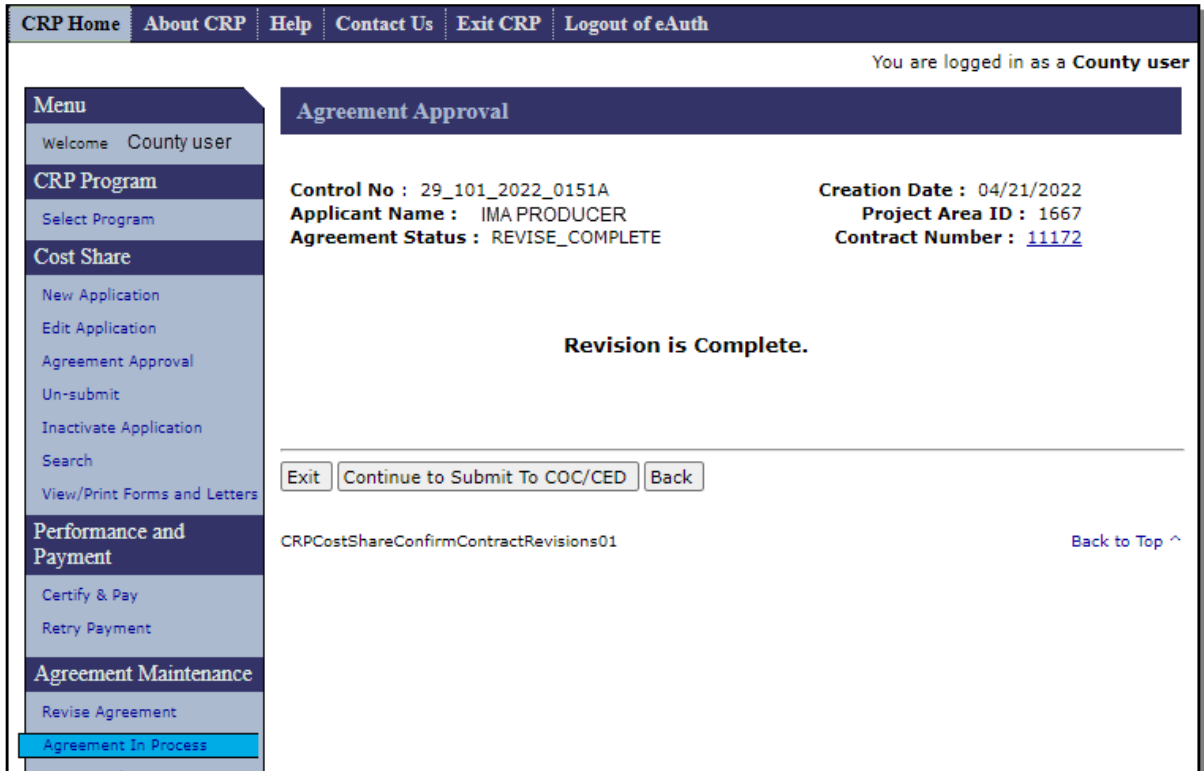 CRP Home About CRP Help Contact Us Exit CRP Logout of eAuth
You are logged in as a County user
Menu
Welcome County user
CRP Program
Select Program
Cost Share
New Application
Edit Application
Agreement Approval
Un-submit
Inactivate Application
Search
View/Print Forms and Letters
Performance and
Payment
Certify & Pay
Retry Payment
Agreement Maintenance
Revise Agreement
Agreement In Process
Agreement Approval
Control No : 29_101_2022_0151A
Creation Date : 04/21/2022
Applicant Name : IMA PRODUCER
Project Area ID : 1667
Agreement Status : REVISE_COMPLETE
Contract Number : 11172
Revision is Complete.
Exit Continue to Submit To COC/CED Back
CRPCostShareConfirmContractRevisions01
Back to Top ^